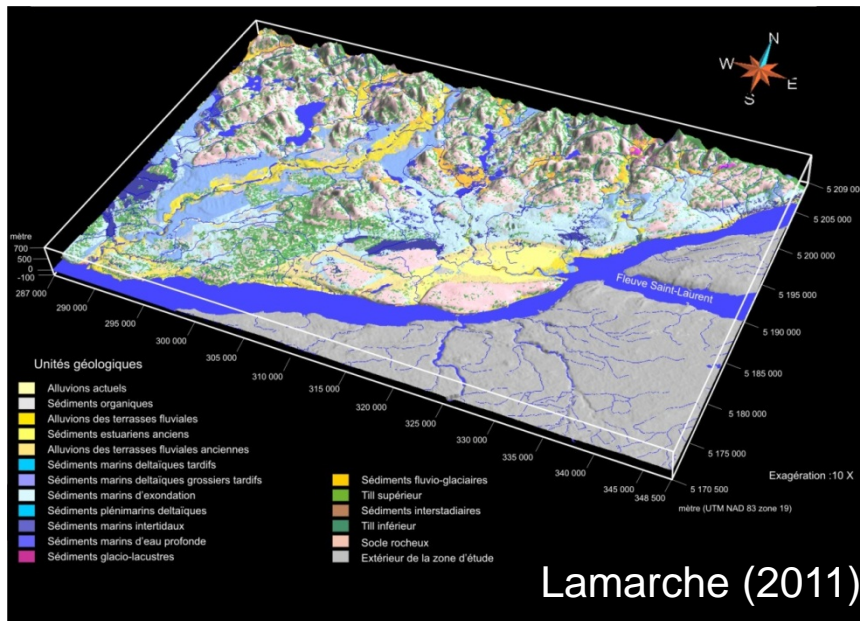 N
W
E
S
5 209 000
5 205 000
5 200 000
5 195 000
5 190 000
5 185 000
5 180 000
5 175 000
5 170 500
mètre
700
500
0
-100
287 000
290 000
295 000
300 000
305 000
310 000
315 000
320 000
325 000
330 000
335 000
340 000
345 000
348 500
Fleuve Saint-Laurent
Exagération :10 X
mètre (UTM NAD 83 zone 19)
Unités géologiques
Alluvions actuels
Sédiments organiques
Alluvions des terrasses fluviales
Sédiments estuariens anciens
Alluvions des terrasses fluviales anciennes
Sédiments marins deltaïques tardifs
Sédiments marins deltaïques grossiers tardifs
Sédiments marins d'exondation
Sédiments plénimarins deltaïques
Sédiments marins intertidaux
Sédiments marins d'eau profonde
Sédiments glacio-lacustres
Sédiments fluvio-glaciaires
Till supérieur
Sédiments interstadiaires
Till inférieur
Socle rocheux
Extérieur de la zone d'étude
Lamarche (2011)